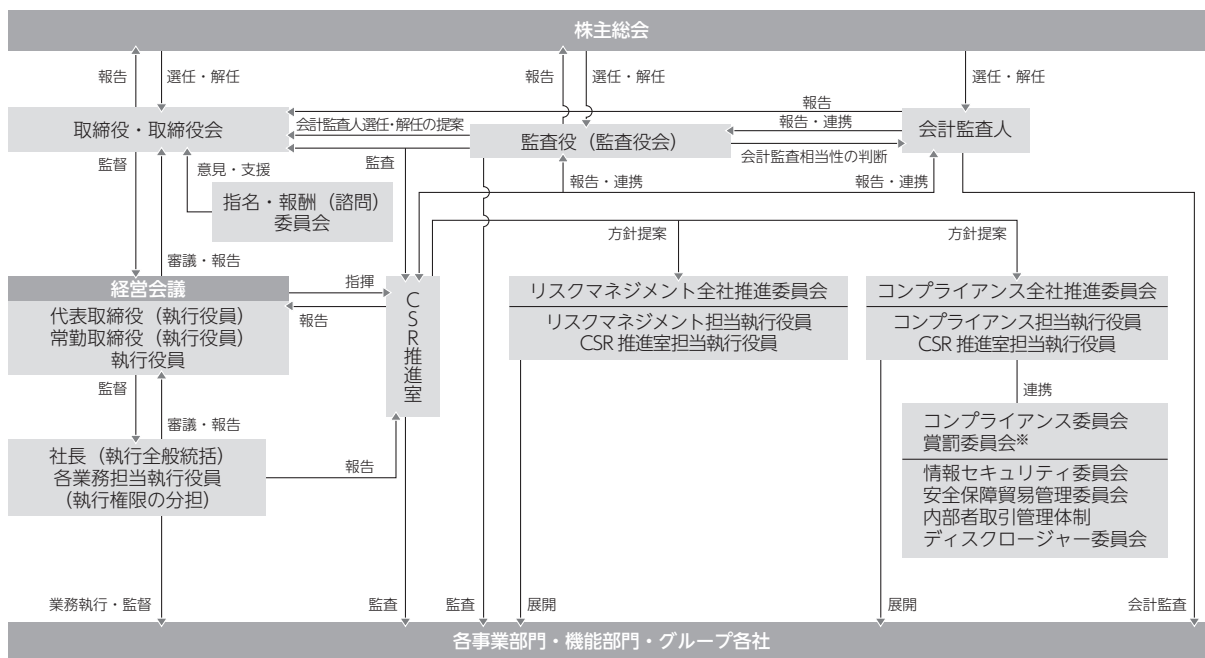 株主総会
報告
選任・解任
報告
選任・解任
選任・解任
取締役・取締役会
会計監査人選任・解任の提案
監査役（監査役会）
報告
報告・連携
会計監査人
会計監査相当性の判断
監督
意見・支援
監査
報告・連携
報告・連携
指名・報酬（諮問）
委員会
方針提案
方針提案
審議・報告
経営会議
代表取締役（執行役員）
常勤取締役（執行役員）
執行役員
指揮
報告
CSR推進室
リスクマネジメント全社推進委員会
リスクマネジメント担当執行役員
CSR 推進室担当執行役員
コンプライアンス全社推進委員会
コンプライアンス担当執行役員
CSR 推進室担当執行役員
監督
審議・報告
連携
社長（執行全般統括）
各業務担当執行役員
（執行権限の分担）
報告
コンプライアンス委員会
賞罰委員会※
情報セキュリティ委員会
安全保障貿易管理委員会
内部者取引管理体制
ディスクロージャー委員会
業務執行・監督
監査
監査
展開
展開
会計監査
各事業部門・機能部門・グループ各社